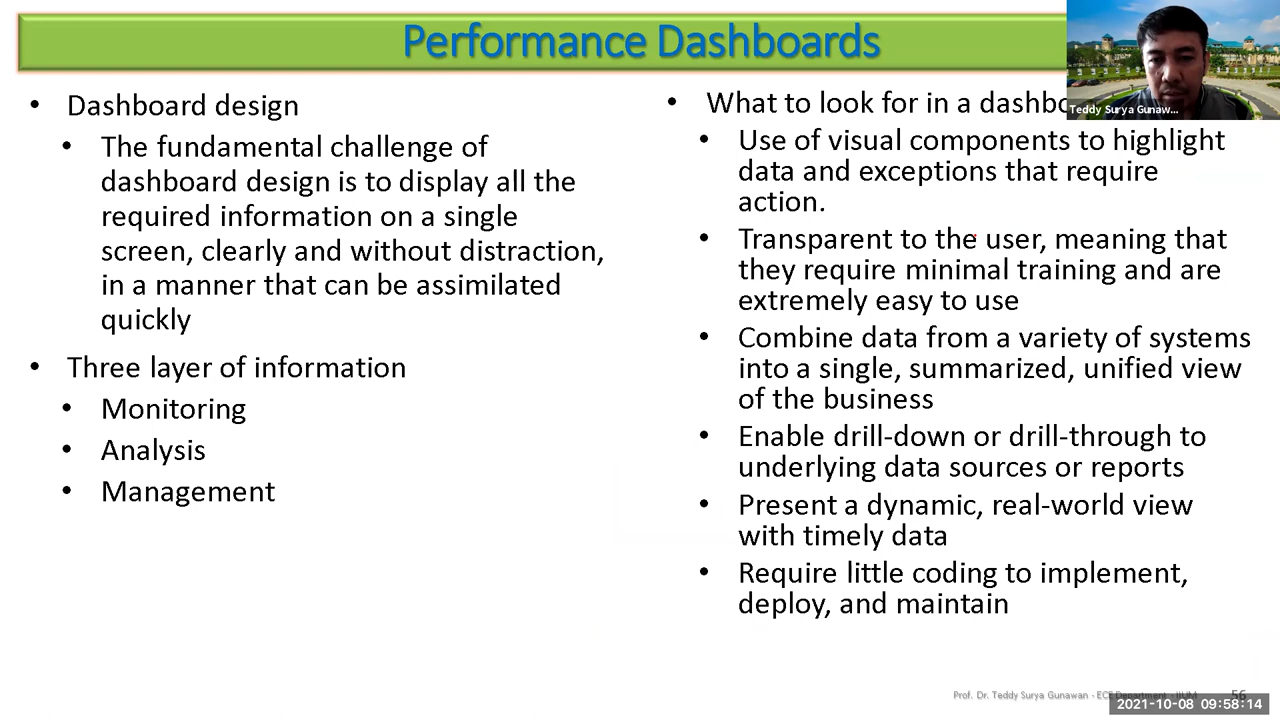 Performance Dashboards
Teddy Surya Gunaw...
• Dashboard design
• The fundamental challenge of
dashboard design is to display all the
required information on a single
screen, clearly and without distraction,
in a manner that can be assimilated
quickly
• Three layer of information
• Monitoring
• Analysis
• Management
• What to look for in a dashbo
• Use of visual components to highlight
data and exceptions that require
action.
• Transparent to the user, meaning that
they require minimal training and are
extremely easy to use
• Combine data from a variety of systems
into a single, summarized, unified view
of the business
• Enable drill-down or drill-through to
underlying data sources or reports
• Present a dynamic, real-world view
with timely data
• Require little coding to implement,
deploy, and maintain
Prof. Dr. Teddy Surya Gunawan - ECE Department - IIUM
56
2021-10-08 09:58:14